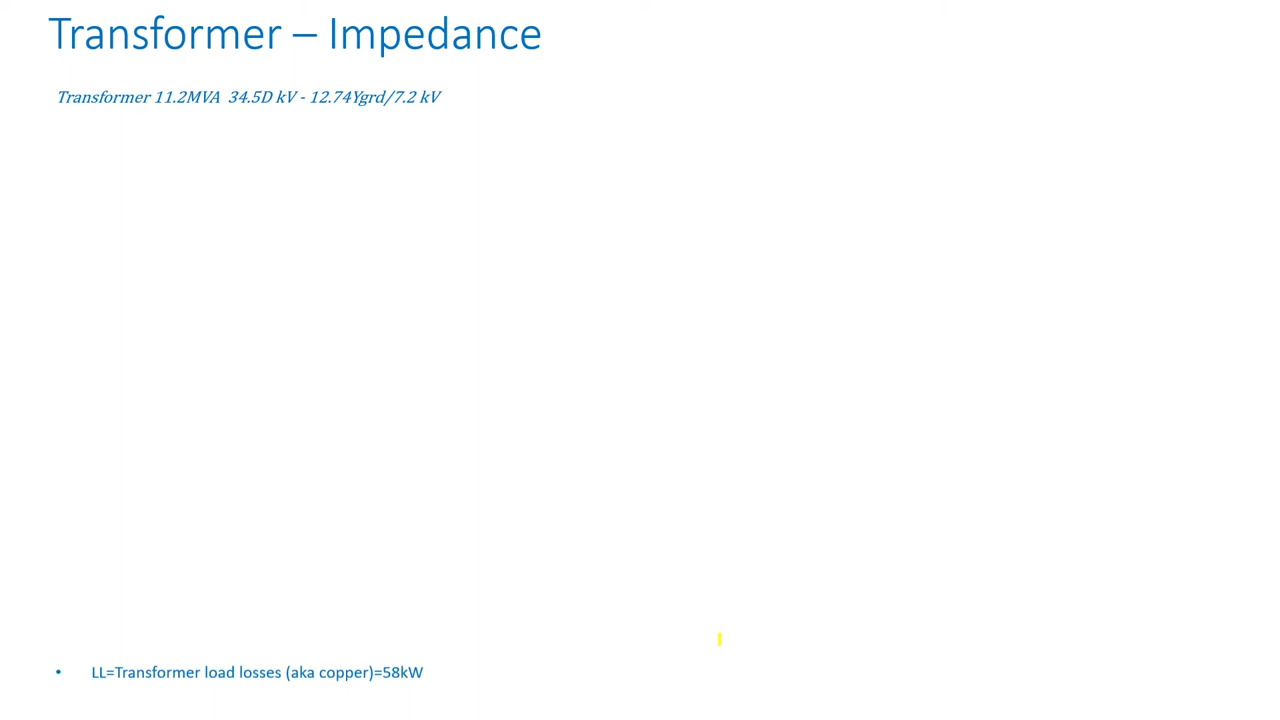 Transformer – Impedance
Transformer 11.2MVA 34.5D kV - 12.74Ygrd/7.2 kV
• LL=Transformer load losses (aka copper)=58kW